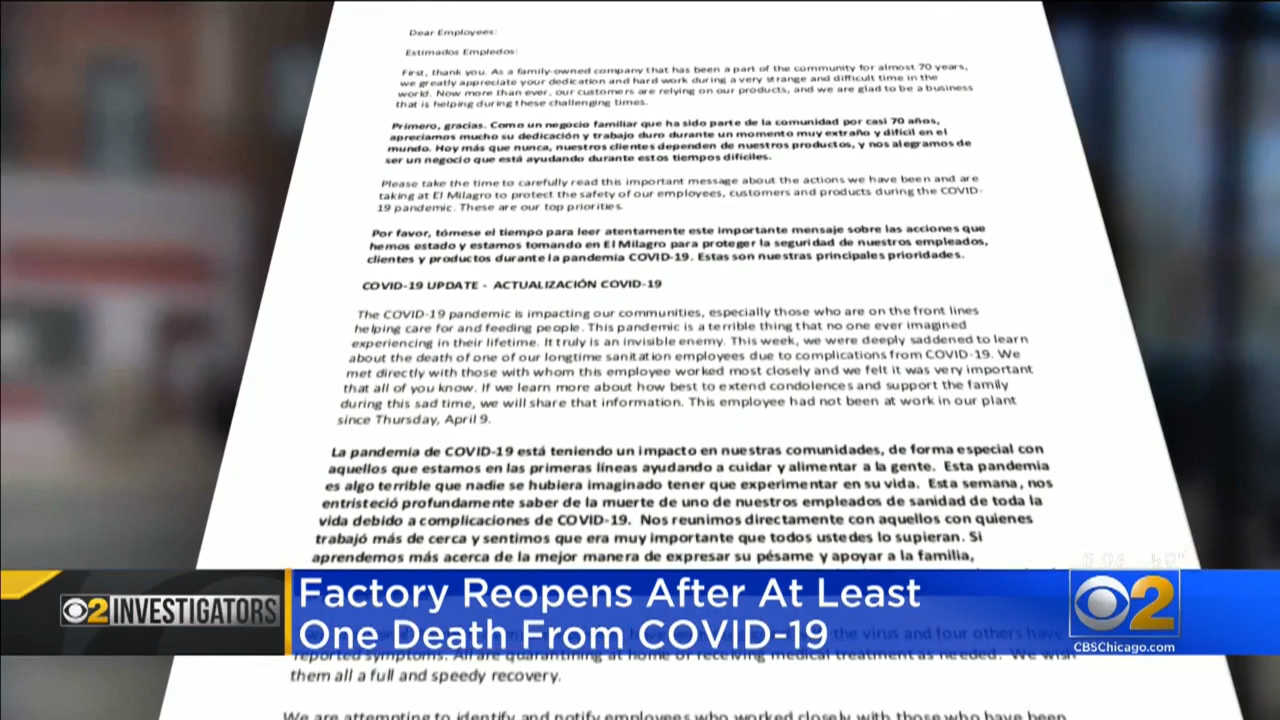 Dear Employees:
Estimados Empledos:
First, thank you. As a family-owned company that has been a part of the community for almost 70 years,
we greatly appreciate your dedication and hard work during a very strange and difficult time in the
world. Now more than ever, our customers are relying on our products, and we are glad to be a business
that is helping during these challenging times.
Primero, gracias. Como un negocio familiar que ha sido parte de la comunidad por casi 70 años,
apreciamos mucho su dedicación y trabajo duro durante un momento muy extraño y difícil en el
mundo. Hoy más que nunca, nuestros clientes dependen de nuestros productos, y nos alegramos de
ser un negocio que está ayudando durante estos tiempos difíciles.
Please take the time to carefully read this important message about the actions we have been and are
taking at El Milagro to protect the safety of our employees, customers and products during the COVID-
19 pandemic. These are our top priorities.
Por favor, tómese el tiempo para leer atentamente este importante mensaje sobre las acciones que
hemos estado y estamos tomando en El Milagro para proteger la seguridad de nuestros empleados,
clientes y productos durante la pandemia COVID-19. Estas son nuestras principales prioridades.
COVID-19 UPDATE - ACTUALIZACIÓN COVID-19
The COVID-19 pandemic is impacting our communities, especially those who are on the front lines
helping care for and feeding people. This pandemic is a terrible thing that no one ever imagined
experiencing in their lifetime. It truly is an invisible enemy. This week, we were deeply saddened to learn
about the death of one of our longtime sanitation employees due to complications from COVID-19. We
met directly with those with whom this employee worked most closely and we felt it was very important
that all of you know. If we learn more about how best to extend condolences and support the family
during this sad time, we will share that information. This employee had not been at work in our plant
since Thursday, April 9.
La pandemia de COVID-19 está teniendo un impacto en nuestras comunidades, de forma especial con
aquellos que estamos en las primeras líneas ayudando a cuidar y alimentar a la gente. Esta pandemia
es algo terrible que nadie se hubiera imaginado tener que experimentar en su vida. Esta semana, nos
entristeció profundamente saber de la muerte de uno de nuestros empleados de sanidad de toda la
vida debido a complicaciones de COVID-19. Nos reunimos directamente con aquellos con quienes
trabajó más de cerca y sentimos que era muy importante que todos ustedes lo supieran. Si
aprendemos más acerca de la mejor manera de expresar su pésame y apoyar a la familia,
2 INVESTIGATORS
Factory Reopens After At Least
One Death From COVID-19
2
CBSChicago.com
the virus and four others have
reported symptoms. All are quarantining at home or receiving medical treatment as needed. We wish
them all a full and speedy recovery.
We are attempting to identify and notify employees who worked closely with those who have been